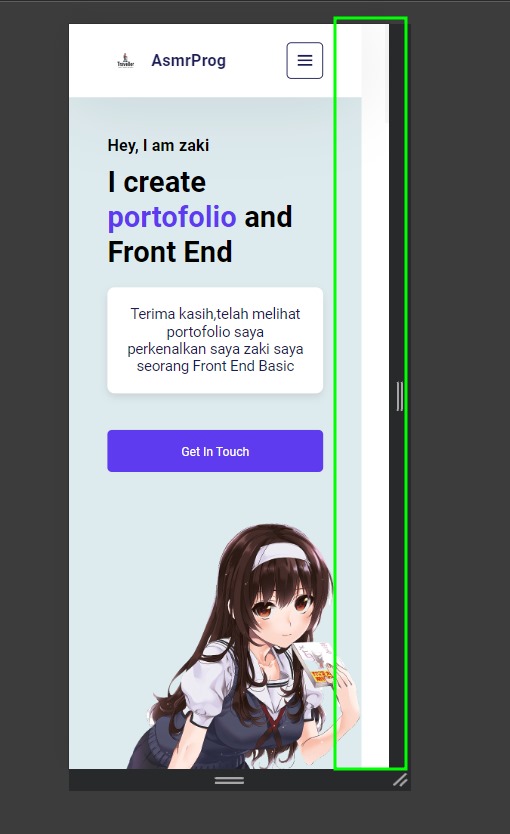 AsmrProg
Hey, I am zaki
I create
portofolio and
Front End
Terima kasih,telah melihat
portofolio saya
perkenalkan saya zaki saya
seorang Front End Basic
Get In Touch